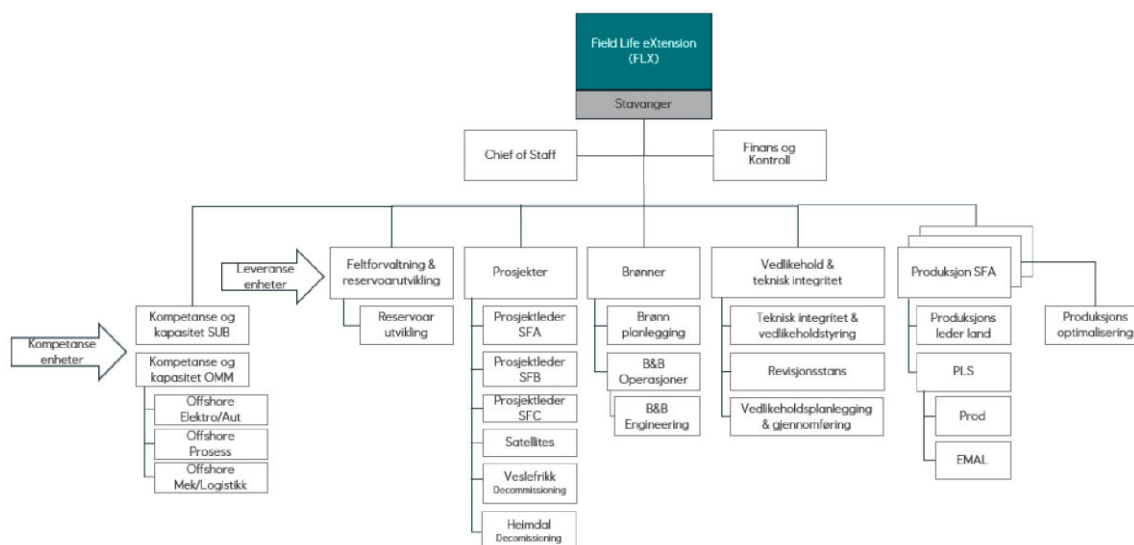 Field Life eXtension
(FLX)
Stavanger
Chief of Staff
Finans og
Kontroll
Leveranse
enheter
Kompetanse
enheter
Kompetanse og
kapasitet SUB
Kompetanse og
kapasitet OMM
Offshore
Elektro/Aut
Offshore
Prosess
Offshore
Mek/Logistikk
Feltforvaltning &
reservoarutvikling
Reservoar
utvikling
Prosjekter
Prosjektleder
SFA
Prosjektleder
SFB
Prosjektleder
SFC
Satellites
Veslefrikk
Decommissioning
Heimdal
Decomissioning
Brønner
Brønn
planlegging
B&B
Operasjoner
B&B
Engineering
Vedlikehold &
teknisk integritet
Teknisk integritet &
vedlikeholdstyring
Revisjonsstans
Vedlikeholdsplanlegging
& gjennomføring
Produksjon SFA
Produksjons
leder land
PLS
Prod
EMAL
Produksjons
optimalisering